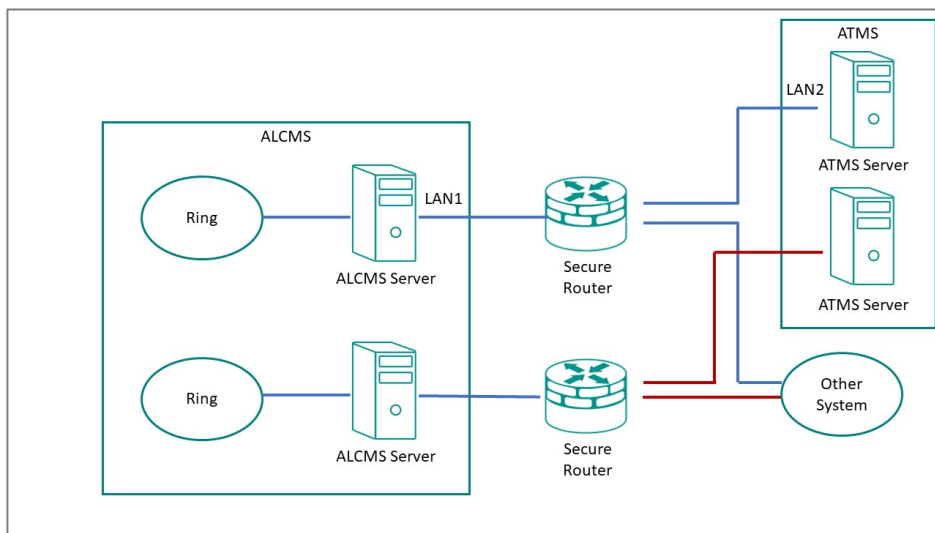 ATMS
LAN2
ATMS Server
ALCMS
Ring
LAN1
ALCMS Server
Secure
Router
ATMS Server
Ring
ALCMS Server
Secure
Router
Other
System